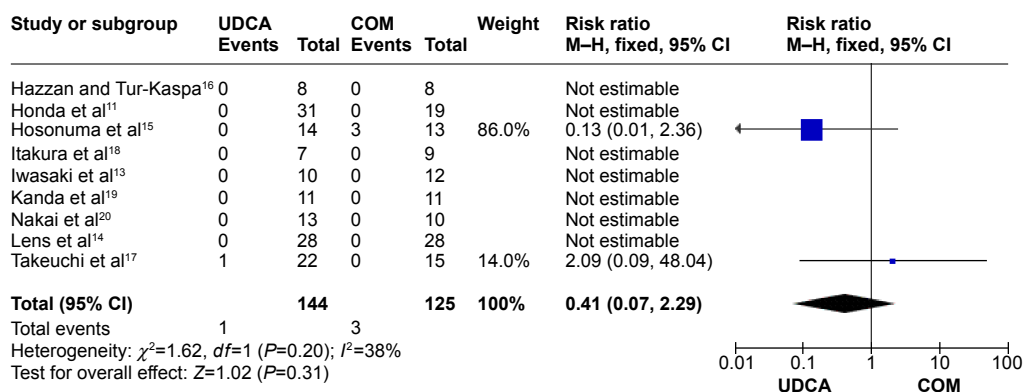 Study or subgroup UDCA COM Weight Risk ratio Risk ratio
Events Total Events Total M–H, fixed, 95% CI M–H, fixed, 95% CI
Hazzan and Tur-Kaspa¹⁶ 0 8 0 8 Not estimable
Honda et al¹¹ 0 31 0 19 Not estimable
Hosonuma et al¹⁵ 0 14 3 13 86.0% 0.13 (0.01, 2.36)
Itakura et al¹⁸ 0 7 0 9 Not estimable
Iwasaki et al¹³ 0 10 0 12 Not estimable
Kanda et al¹⁹ 0 11 0 11 Not estimable
Nakai et al²⁰ 0 13 0 10 Not estimable
Lens et al¹⁴ 0 28 0 28 Not estimable
Takeuchi et al¹⁷ 1 22 0 15 14.0% 2.09 (0.09, 48.04)
Total (95% CI) 144 125 100% 0.41 (0.07, 2.29)
Total events 1 3
Heterogeneity: χ²=1.62, df=1 (P=0.20); I²=38%
Test for overall effect: Z=1.02 (P=0.31)
0.01 0.1 1 10 100
UDCA COM